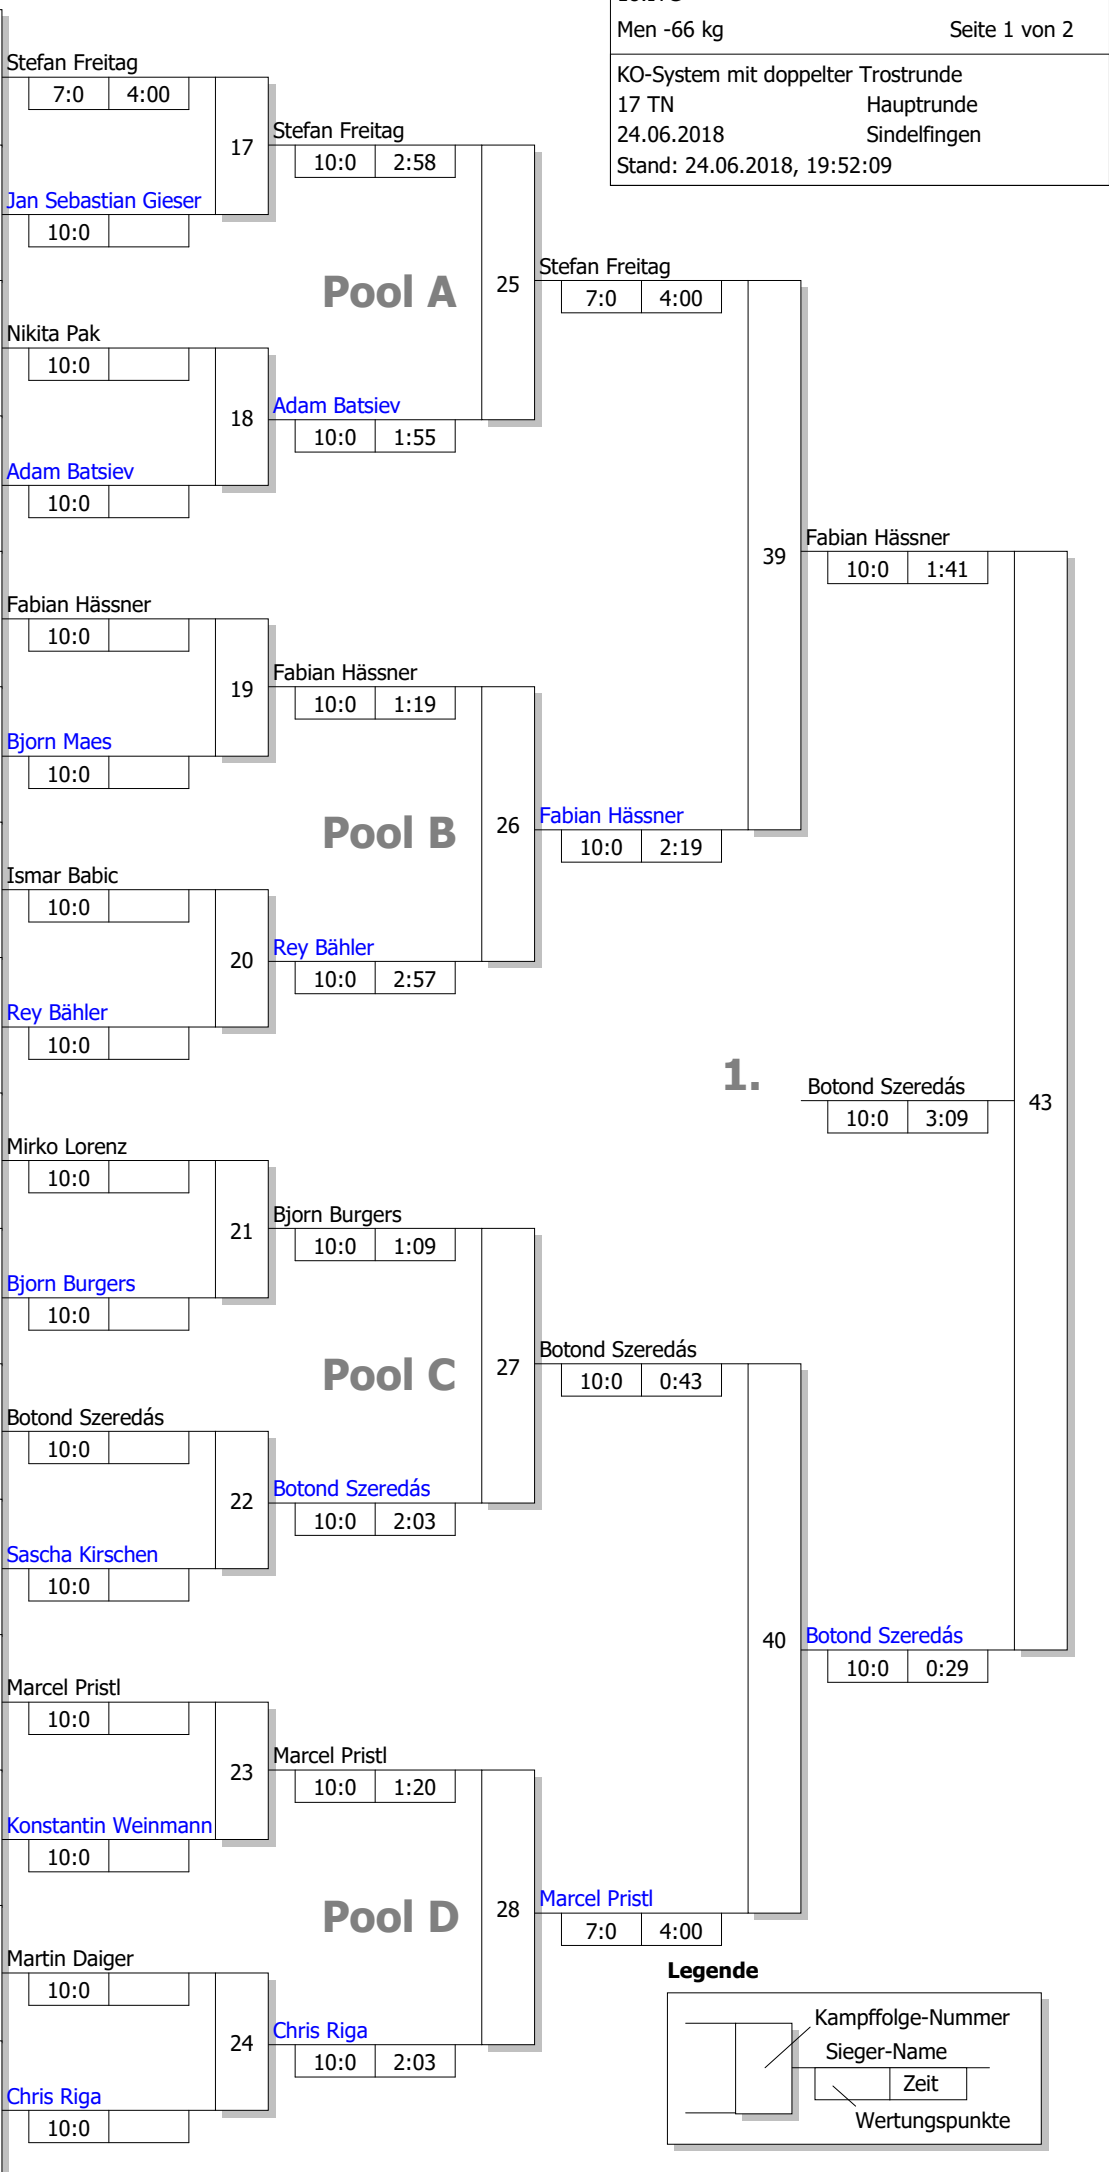 Men -66 kg Seite 1 von 2
KO-System mit doppelter Trostrunde
17 TN Hauptrunde
24.06.2018 Sindelfingen
Stand: 24.06.2018, 19:52:09
Stefan Freitag
7:0 4:00
17
Stefan Freitag
10:0 2:58
Jan Sebastian Gieser
10:0
Pool A
25
Stefan Freitag
7:0 4:00
Nikita Pak
10:0
18
Adam Batsiev
10:0 1:55
Adam Batsiev
10:0
39
Fabian Hässner
10:0 1:41
Fabian Hässner
10:0
19
Fabian Hässner
10:0 1:19
Bjorn Maes
10:0
Pool B
26
Fabian Hässner
10:0 2:19
Ismar Babic
10:0
20
Rey Bähler
10:0 2:57
Rey Bähler
10:0
1.
Botond Szeredás
10:0 3:09
43
Mirko Lorenz
10:0
21
Bjorn Burgers
10:0 1:09
Bjorn Burgers
10:0
Pool C
27
Botond Szeredás
10:0 0:43
Botond Szeredás
10:0
22
Botond Szeredás
10:0 2:03
Sascha Kirschen
10:0
40
Botond Szeredás
10:0 0:29
Marcel Pristl
10:0
23
Marcel Pristl
10:0 1:20
Konstantin Weinmann
10:0
Pool D
28
Marcel Pristl
7:0 4:00
Martin Daiger
10:0
24
Chris Riga
10:0 2:03
Chris Riga
10:0
Legende
Kampffolge-Nummer
Sieger-Name
Zeit
Wertungspunkte